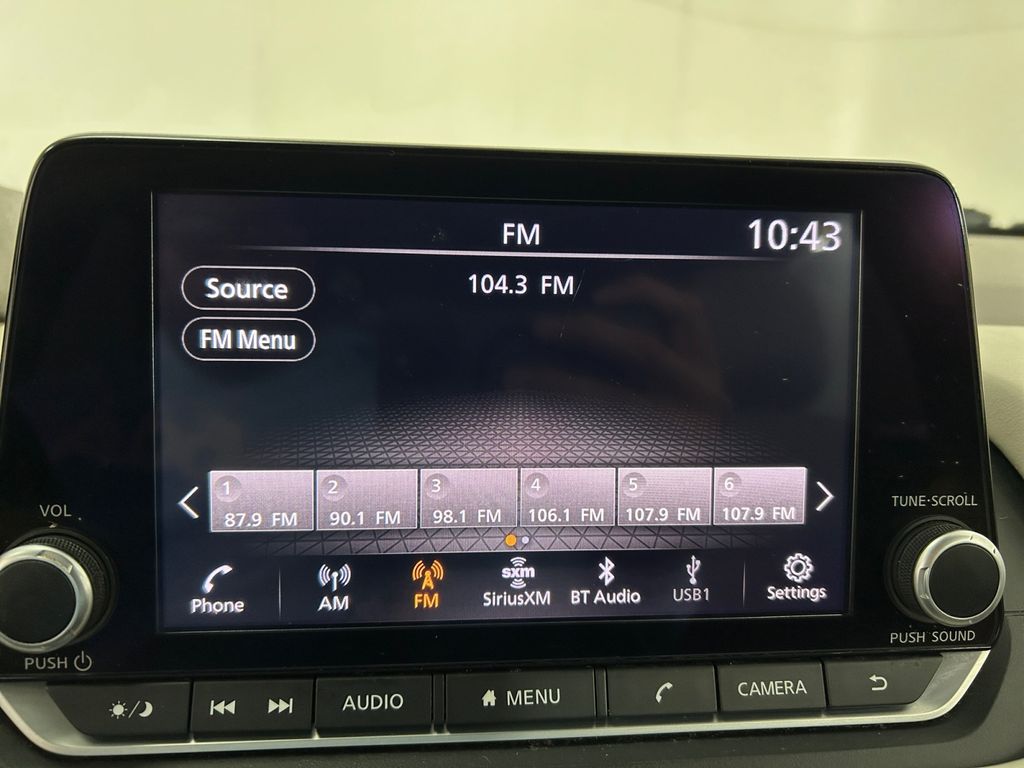 FM
10:43
Source
104.3 FM
FM Menu
1 2 3 4 5 6
87.9 FM 90.1 FM 98.1 FM 106.1 FM 107.9 FM 107.9 FM
VOL
TUNE·SCROLL
sxm
Phone AM FM SiriusXM BT Audio USB1 Settings
PUSH
PUSH SOUND
AUDIO MENU CAMERA